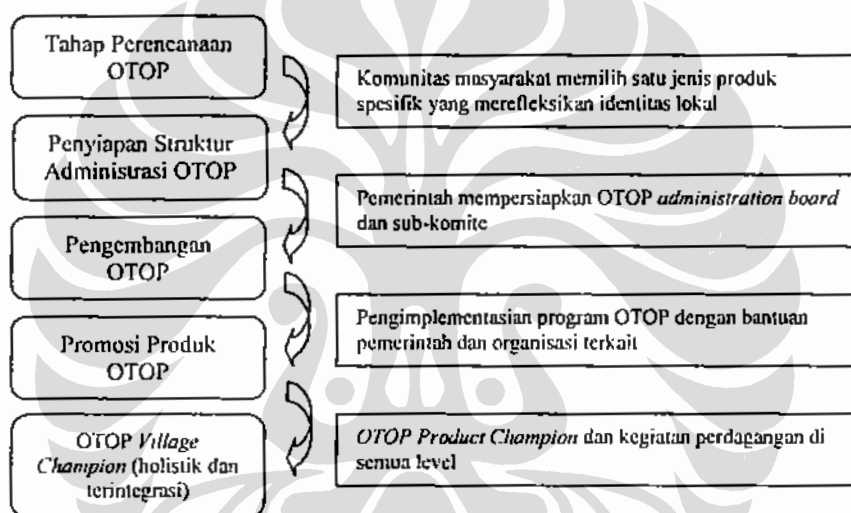 Tahap Perencanaan
OTOP
Komunitas masyarakat memilih satu jenis produk
spesifik yang merefleksikan identitas lokal
Penyiapan Struktur
Administrasi OTOP
Pemerintah mempersiapkan OTOP administration board
dan sub-komite
Pengembangan
OTOP
Pengimplementasian program OTOP dengan bantuan
pemerintah dan organisasi terkait
Promosi Produk
OTOP
OTOP Product Champion dan kegiatan perdagangan di
semua level
OTOP Village
Champion (holistik dan
terintegrasi)